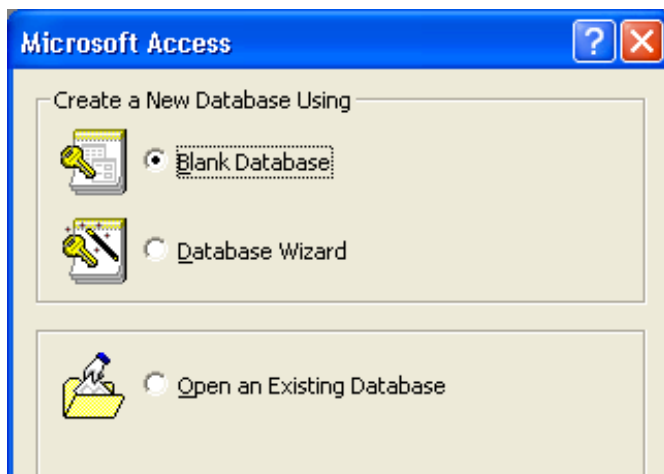 Microsoft Access
Create a New Database Using
Blank Database
Database Wizard
Open an Existing Database